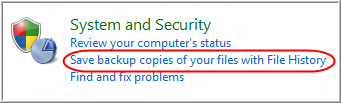 System and Security
Review your computer's status
Save backup copies of your files with File History
Find and fix problems